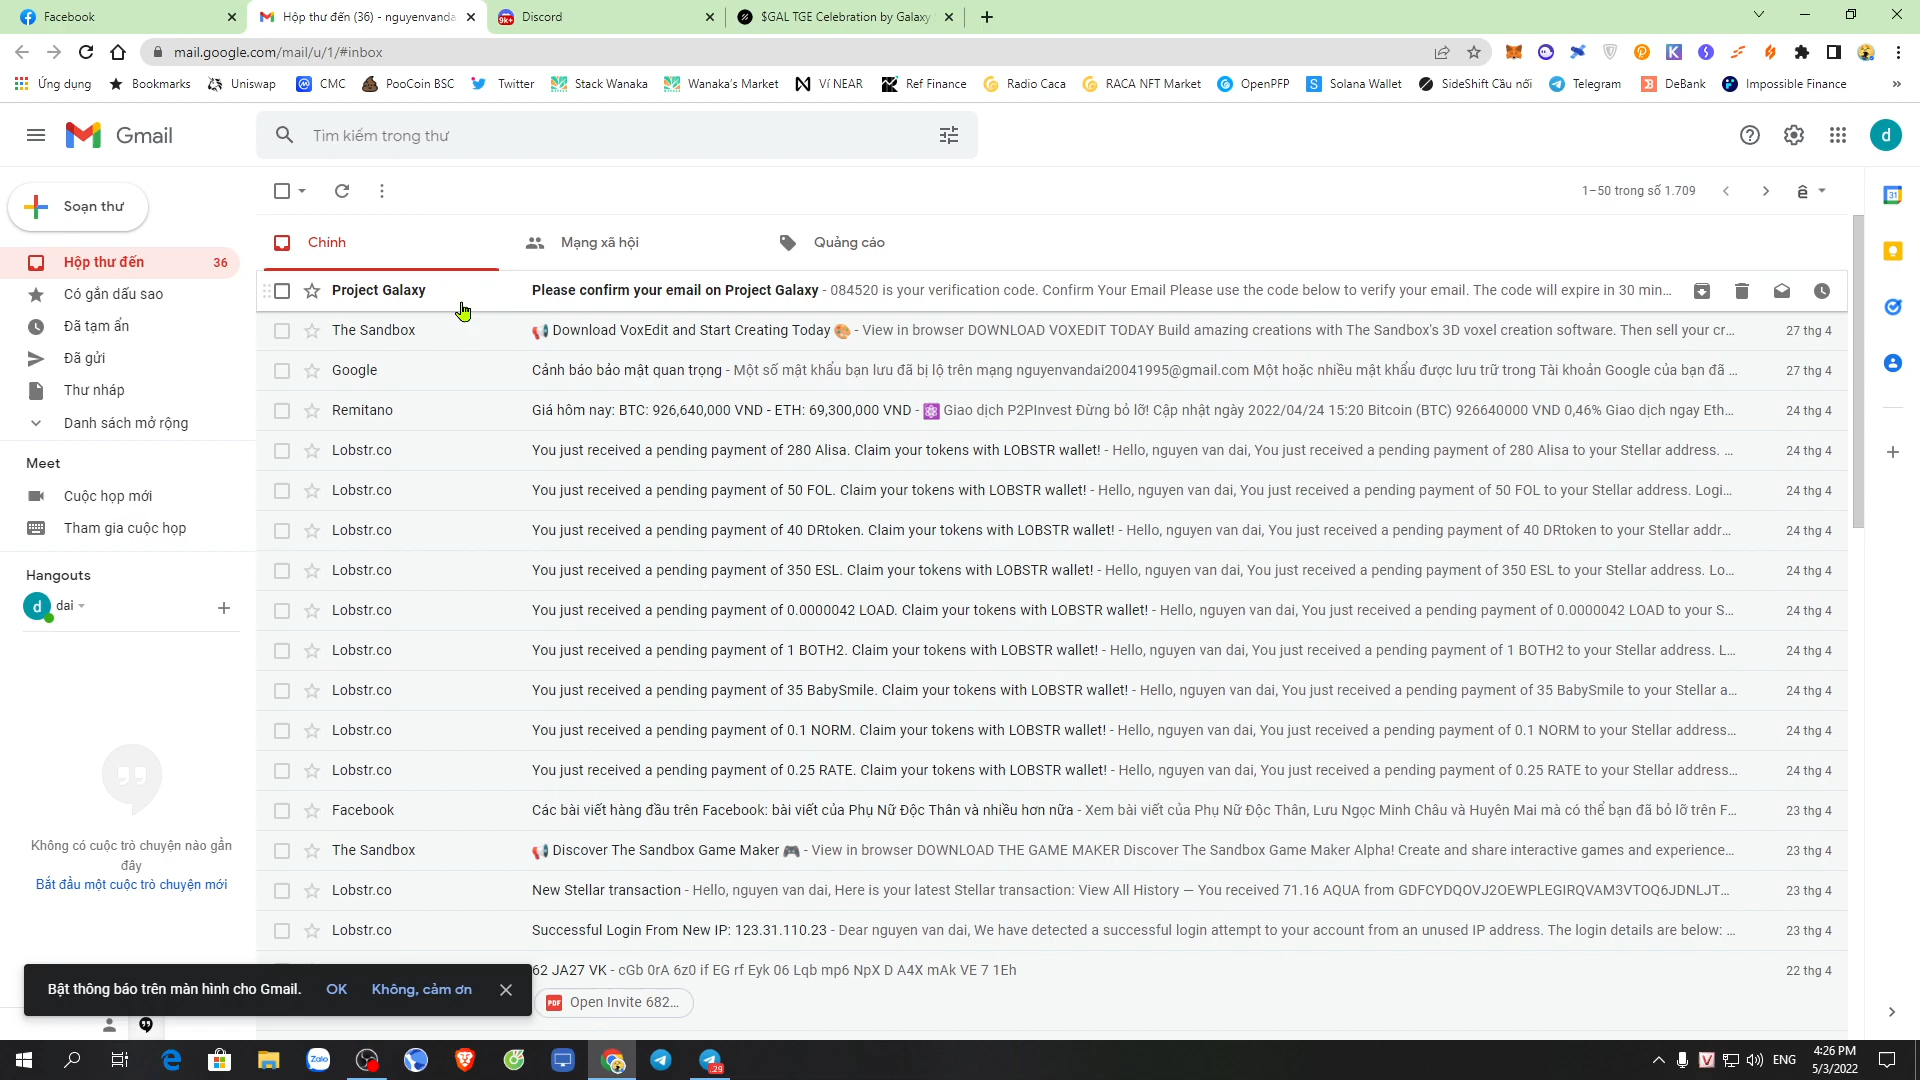 Facebook
Hộp thư đến (36) - nguyenvanda
Discord
$GAL TGE Celebration by Galaxy
mail.google.com/mail/u/1/#inbox
Ứng dụng
Bookmarks
Uniswap
CMC
PooCoin BSC
Twitter
Stack Wanaka
Wanaka's Market
Ví NEAR
Ref Finance
Radio Caca
RACA NFT Market
OpenPFP
Solana Wallet
SideShift Cầu nối
Telegram
DeBank
Impossible Finance
Gmail
Tìm kiếm trong thư
d
Soạn thư
1–50 trong số 1.709
Chính
Mạng xã hội
Quảng cáo
Hộp thư đến 36
Có gắn dấu sao
Đã tạm ẩn
Đã gửi
Thư nháp
Danh sách mở rộng
Meet
Cuộc họp mới
Tham gia cuộc họp
Hangouts
d dai
Không có cuộc trò chuyện nào gần
đây
Bắt đầu một cuộc trò chuyện mới
Project Galaxy Please confirm your email on Project Galaxy - 084520 is your verification code. Confirm Your Email Please use the code below to verify your email. The code will expire in 30 min...
The Sandbox Download VoxEdit and Start Creating Today - View in browser DOWNLOAD VOXEDIT TODAY Build amazing creations with The Sandbox's 3D voxel creation software. Then sell your cr... 27 thg 4
Google Cảnh báo bảo mật quan trọng - Một số mật khẩu bạn lưu đã bị lộ trên mạng nguyenvandai20041995@gmail.com Một hoặc nhiều mật khẩu được lưu trữ trong Tài khoản Google của bạn đã ... 27 thg 4
Remitano Giá hôm nay: BTC: 926,640,000 VND - ETH: 69,300,000 VND - Giao dịch P2PInvest Đừng bỏ lỡ! Cập nhật ngày 2022/04/24 15:20 Bitcoin (BTC) 926640000 VND 0,46% Giao dịch ngay Eth... 24 thg 4
Lobstr.co You just received a pending payment of 280 Alisa. Claim your tokens with LOBSTR wallet! - Hello, nguyen van dai, You just received a pending payment of 280 Alisa to your Stellar address. ... 24 thg 4
Lobstr.co You just received a pending payment of 50 FOL. Claim your tokens with LOBSTR wallet! - Hello, nguyen van dai, You just received a pending payment of 50 FOL to your Stellar address. Logi... 24 thg 4
Lobstr.co You just received a pending payment of 40 DRtoken. Claim your tokens with LOBSTR wallet! - Hello, nguyen van dai, You just received a pending payment of 40 DRtoken to your Stellar addr... 24 thg 4
Lobstr.co You just received a pending payment of 350 ESL. Claim your tokens with LOBSTR wallet! - Hello, nguyen van dai, You just received a pending payment of 350 ESL to your Stellar address. Lo... 24 thg 4
Lobstr.co You just received a pending payment of 0.0000042 LOAD. Claim your tokens with LOBSTR wallet! - Hello, nguyen van dai, You just received a pending payment of 0.0000042 LOAD to your S... 24 thg 4
Lobstr.co You just received a pending payment of 1 BOTH2. Claim your tokens with LOBSTR wallet! - Hello, nguyen van dai, You just received a pending payment of 1 BOTH2 to your Stellar address. L... 24 thg 4
Lobstr.co You just received a pending payment of 35 BabySmile. Claim your tokens with LOBSTR wallet! - Hello, nguyen van dai, You just received a pending payment of 35 BabySmile to your Stellar a... 24 thg 4
Lobstr.co You just received a pending payment of 0.1 NORM. Claim your tokens with LOBSTR wallet! - Hello, nguyen van dai, You just received a pending payment of 0.1 NORM to your Stellar address... 24 thg 4
Lobstr.co You just received a pending payment of 0.25 RATE. Claim your tokens with LOBSTR wallet! - Hello, nguyen van dai, You just received a pending payment of 0.25 RATE to your Stellar address... 24 thg 4
Facebook Các bài viết hàng đầu trên Facebook: bài viết của Phụ Nữ Độc Thân và nhiều hơn nữa - Xem bài viết của Phụ Nữ Độc Thân, Lưu Ngọc Minh Châu và Huyên Mai mà có thể bạn đã bỏ lỡ trên F... 23 thg 4
The Sandbox Discover The Sandbox Game Maker - View in browser DOWNLOAD THE GAME MAKER Discover The Sandbox Game Maker Alpha! Create and share interactive games and experience... 23 thg 4
Lobstr.co New Stellar transaction - Hello, nguyen van dai, Here is your latest Stellar transaction: View All History — You received 71.16 AQUA from GDFCYDQOVJ2OEWPLEGIRQVAM3VTOQ6JDNLJT... 23 thg 4
Lobstr.co Successful Login From New IP: 123.31.110.23 - Dear nguyen van dai, We have detected a successful login attempt to your account from an unused IP address. The login details are below: ... 23 thg 4
62 JA27 VK - cGb 0rA 6z0 if EG rf Eyk 06 Lqb mp6 NpX D A4X mAk VE 7 1Eh 22 thg 4
PDF Open Invite 682...
Bật thông báo trên màn hình cho Gmail. OK Không, cảm ơn
Zalo
ENG
4:26 PM
5/3/2022